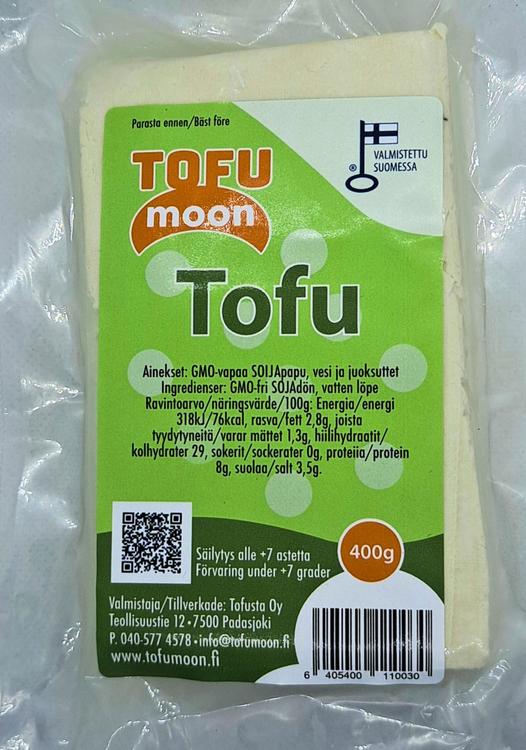 Parasta ennen/Bäst före
TOFU
moon
® VALMISTETTU
SUOMESSA
Tofu
Ainekset: GMO-vapaa SOIJApapu, vesi ja juoksuttet
Ingredienser: GMO-fri SOJAdön, vatten löpe
Ravintoarvo/näringsvärde/100g: Energia/energi
318kJ/76kcal, rasva/fett 2,8g, joista
tyydytyneitä/varar mättet 1,3g, hiilihydraatit/
kolhydrater 29, sokerit/sockerater 0g, proteiia/protein
8g, suolaa/salt 3,5g.
Säilytys alle +7 astetta
Förvaring under +7 grader
400g
Valmistaja/Tillverkade: Tofusta Oy
Teollisuustie 12 • 7500 Padasjoki
P. 040-577 4578 • info@tofumoon.fi
www.tofumoon.fi
6 405400 110030